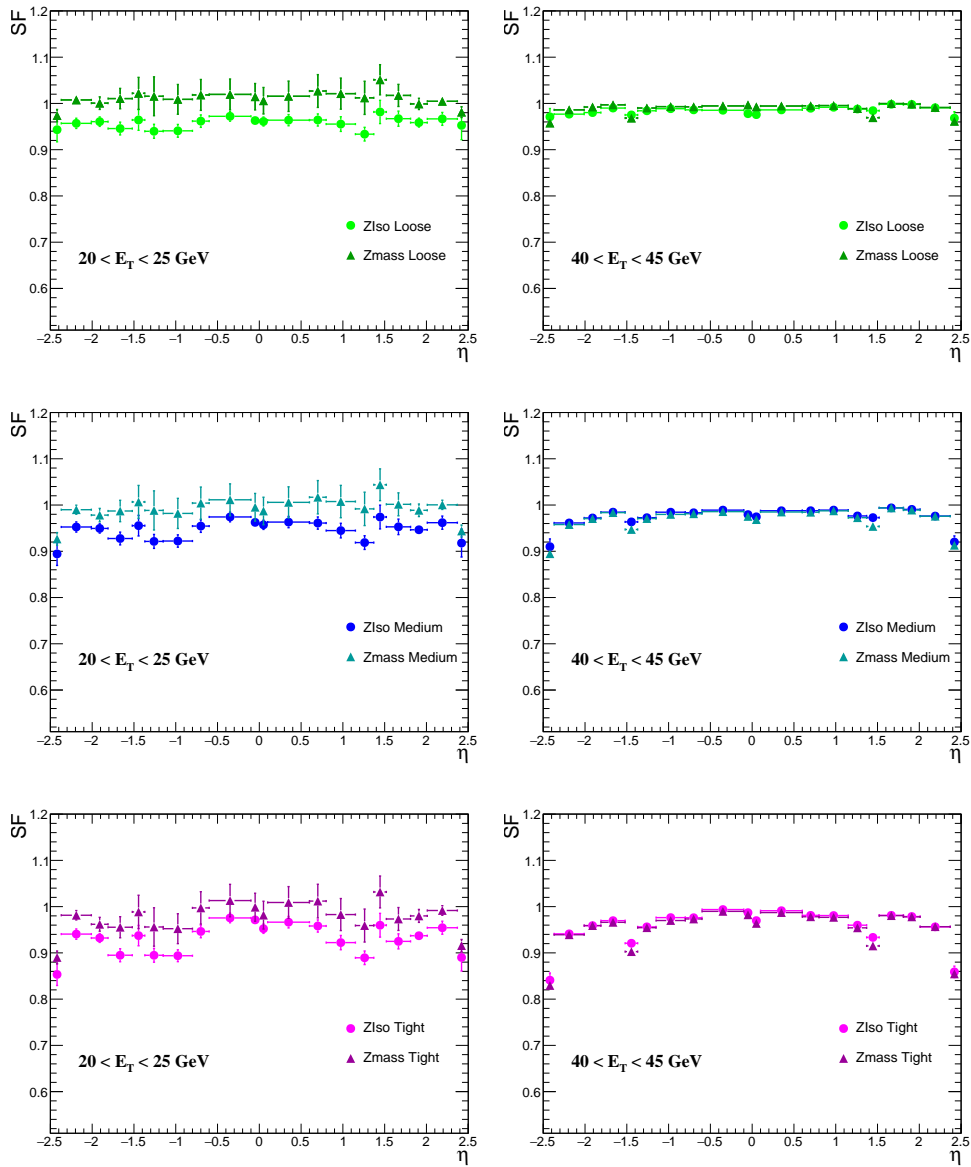 SF
1.2
1.1
1
0.9
0.8
0.7
0.6
ZIso Loose
Zmass Loose
20 < E_T < 25 GeV
−2.5 −2 −1.5 −1 −0.5 0 0.5 1 1.5 2 2.5
η
SF
1.2
1.1
1
0.9
0.8
0.7
0.6
ZIso Loose
Zmass Loose
40 < E_T < 45 GeV
−2.5 −2 −1.5 −1 −0.5 0 0.5 1 1.5 2 2.5
η
SF
1.2
1.1
1
0.9
0.8
0.7
0.6
ZIso Medium
Zmass Medium
20 < E_T < 25 GeV
−2.5 −2 −1.5 −1 −0.5 0 0.5 1 1.5 2 2.5
η
SF
1.2
1.1
1
0.9
0.8
0.7
0.6
ZIso Medium
Zmass Medium
40 < E_T < 45 GeV
−2.5 −2 −1.5 −1 −0.5 0 0.5 1 1.5 2 2.5
η
SF
1.2
1.1
1
0.9
0.8
0.7
0.6
ZIso Tight
Zmass Tight
20 < E_T < 25 GeV
−2.5 −2 −1.5 −1 −0.5 0 0.5 1 1.5 2 2.5
η
SF
1.2
1.1
1
0.9
0.8
0.7
0.6
ZIso Tight
Zmass Tight
40 < E_T < 45 GeV
−2.5 −2 −1.5 −1 −0.5 0 0.5 1 1.5 2 2.5
η